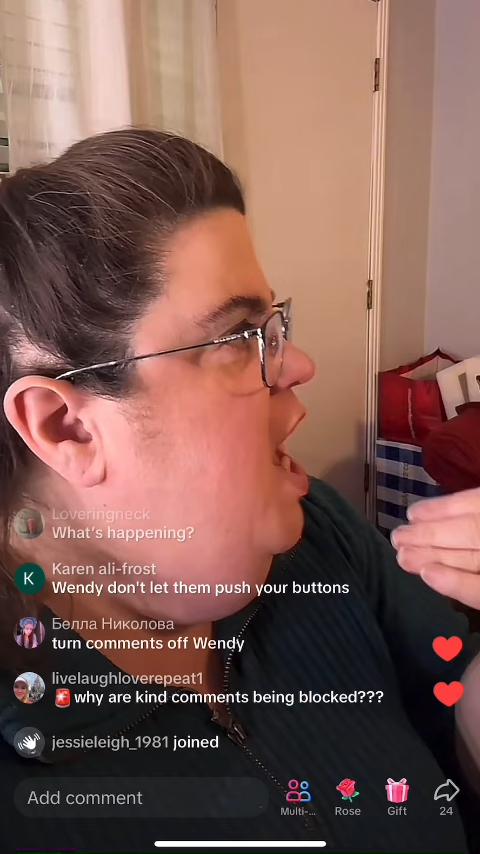 Loveringneck
What's happening?
K
Karen ali-frost
Wendy don't let them push your buttons
Белла Николова
turn comments off Wendy
livelaughloverepeat1
🚨why are kind comments being blocked???
jessieleigh_1981 joined
Add comment
Multi-...
Rose
Gift
24